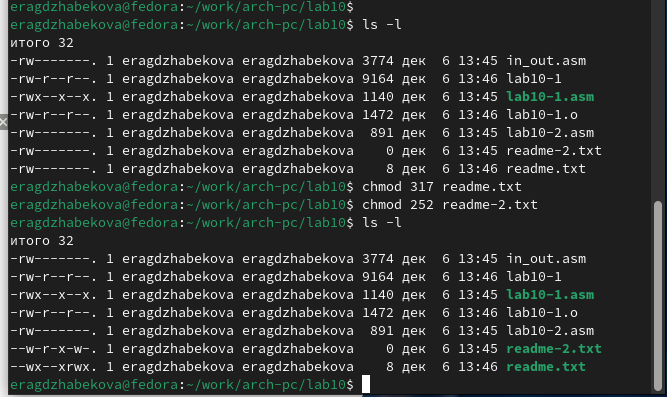 eragdzhabekova@fedora:~/work/arch-pc/lab10$
eragdzhabekova@fedora:~/work/arch-pc/lab10$ ls -l
итого 32
-rw-------. 1 eragdzhabekova eragdzhabekova 3774 дек  6 13:45 in_out.asm
-rw-r--r--. 1 eragdzhabekova eragdzhabekova 9164 дек  6 13:46 lab10-1
-rwx--x--x. 1 eragdzhabekova eragdzhabekova 1140 дек  6 13:45 lab10-1.asm
-rw-r--r--. 1 eragdzhabekova eragdzhabekova 1472 дек  6 13:46 lab10-1.o
-rw-------. 1 eragdzhabekova eragdzhabekova  891 дек  6 13:45 lab10-2.asm
-rw-------. 1 eragdzhabekova eragdzhabekova    0 дек  6 13:45 readme-2.txt
-rw-------. 1 eragdzhabekova eragdzhabekova    8 дек  6 13:46 readme.txt
eragdzhabekova@fedora:~/work/arch-pc/lab10$ chmod 317 readme.txt
eragdzhabekova@fedora:~/work/arch-pc/lab10$ chmod 252 readme-2.txt
eragdzhabekova@fedora:~/work/arch-pc/lab10$ ls -l
итого 32
-rw-------. 1 eragdzhabekova eragdzhabekova 3774 дек  6 13:45 in_out.asm
-rw-r--r--. 1 eragdzhabekova eragdzhabekova 9164 дек  6 13:46 lab10-1
-rwx--x--x. 1 eragdzhabekova eragdzhabekova 1140 дек  6 13:45 lab10-1.asm
-rw-r--r--. 1 eragdzhabekova eragdzhabekova 1472 дек  6 13:46 lab10-1.o
-rw-------. 1 eragdzhabekova eragdzhabekova  891 дек  6 13:45 lab10-2.asm
--w-r-x-w-. 1 eragdzhabekova eragdzhabekova    0 дек  6 13:45 readme-2.txt
--wx--xrwx. 1 eragdzhabekova eragdzhabekova    8 дек  6 13:46 readme.txt
eragdzhabekova@fedora:~/work/arch-pc/lab10$